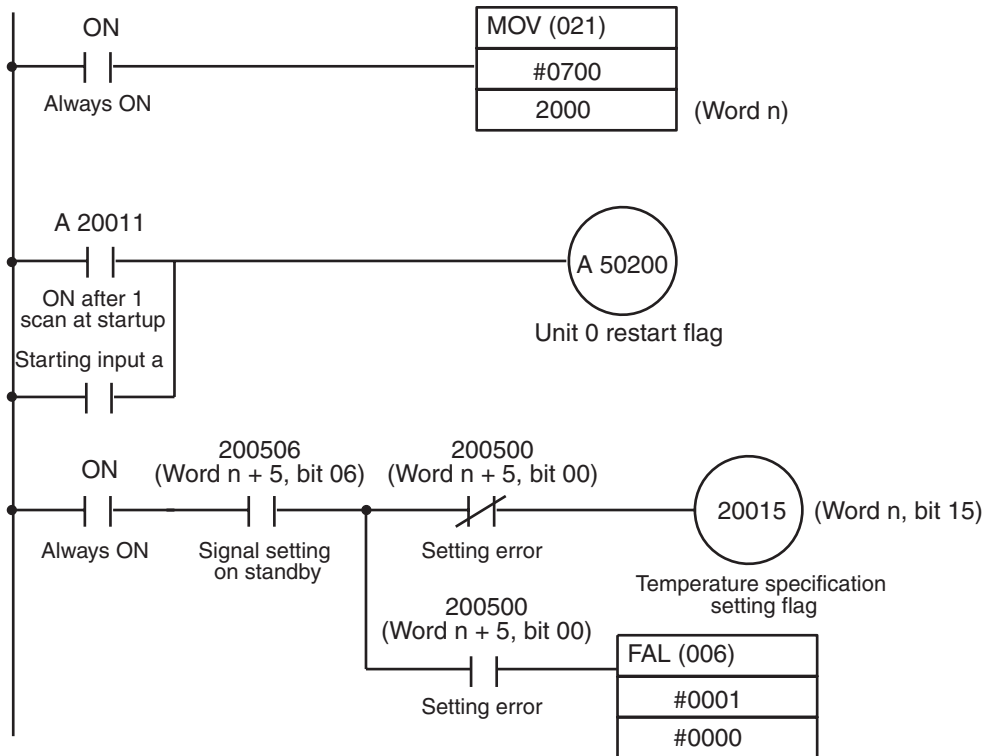 ON
MOV (021)
#0700
2000
(Word n)
Always ON
A 20011
A 50200
ON after 1
scan at startup
Unit 0 restart flag
Starting input a
ON
200506
(Word n + 5, bit 06)
200500
(Word n + 5, bit 00)
20015
(Word n, bit 15)
Always ON
Signal setting
on standby
Setting error
Temperature specification
setting flag
200500
(Word n + 5, bit 00)
Setting error
FAL (006)
#0001
#0000